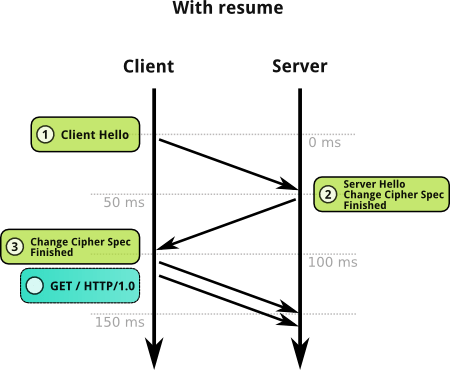 With resume
Client
Server
1 Client Hello
0 ms
2
Server Hello
Change Cipher Spec
Finished
50 ms
3
Change Cipher Spec
Finished
100 ms
GET / HTTP/1.0
150 ms